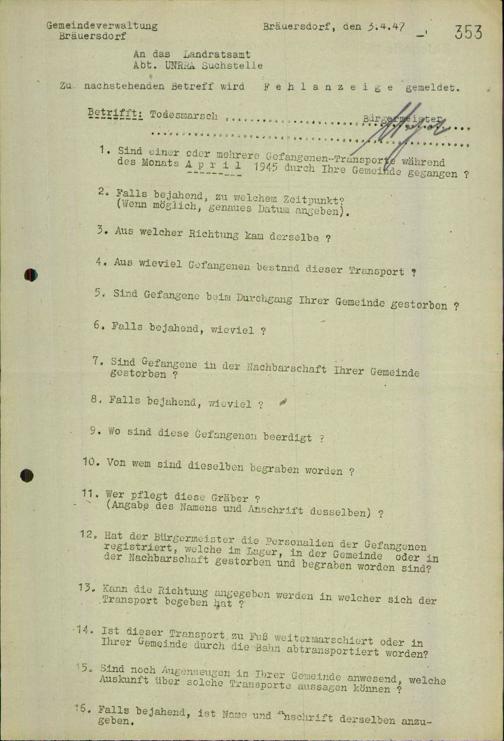 Gemeindeverwaltung
Bräuersdorf
Bräuersdorf, den 3.4.47
353
An das Landratsamt
Abt. UNRRA Suchstelle
Zu nachstehenden Betreff wird F e h l a n z e i g e gemeldet.
Betrifft: Todesmarsch ..................... Bürgermeister
1. Sind einer oder mehrere Gefangenen-Transporte während
des Monats A p r i l 1945 durch Ihre Gemeinde gegangen ?
2. Falls bejahend, zu welchem Zeitpunkt?
(Wenn möglich, genaues Datum angeben).
3. Aus welcher Richtung kam derselbe ?
4. Aus wieviel Gefangenen bestand dieser Transport ?
5. Sind Gefangene beim Durchgang Ihrer Gemeinde gestorben ?
6. Falls bejahend, wieviel ?
7. Sind Gefangene in der Nachbarschaft Ihrer Gemeinde
gestorben ?
8. Falls bejahend, wieviel ?
9. Wo sind diese Gefangenen beerdigt ?
10. Von wem sind dieselben begraben worden ?
11. Wer pflegt diese Gräber ?
(Angabe des Namens und Anschrift desselben) ?
12. Hat der Bürgermeister die Personalien der Gefangenen
registriert, welche im Lager, in der Gemeinde oder in
der Nachbarschaft gestorben und begraben worden sind?
13. Kann die Richtung angegeben werden in welcher sich der
Transport begeben hat ?
14. Ist dieser Transport zu Fuß weitermarschiert oder in
Ihrer Gemeinde durch die Bahn abtransportiert worden?
15. Sind noch Augenzeugen in Ihrer Gemeinde anwesend, welche
Auskunft über solche Transporte aussagen können ?
16. Falls bejahend, ist Name und Anschrift derselben anzu-
geben.